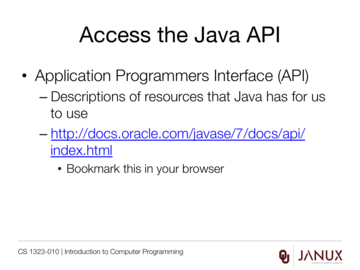 Access the Java API
• Application Programmers Interface (API)
– Descriptions of resources that Java has for us
to use
– http://docs.oracle.com/javase/7/docs/api/
index.html
• Bookmark this in your browser
CS 1323-010 | Introduction to Computer Programming
JANUX